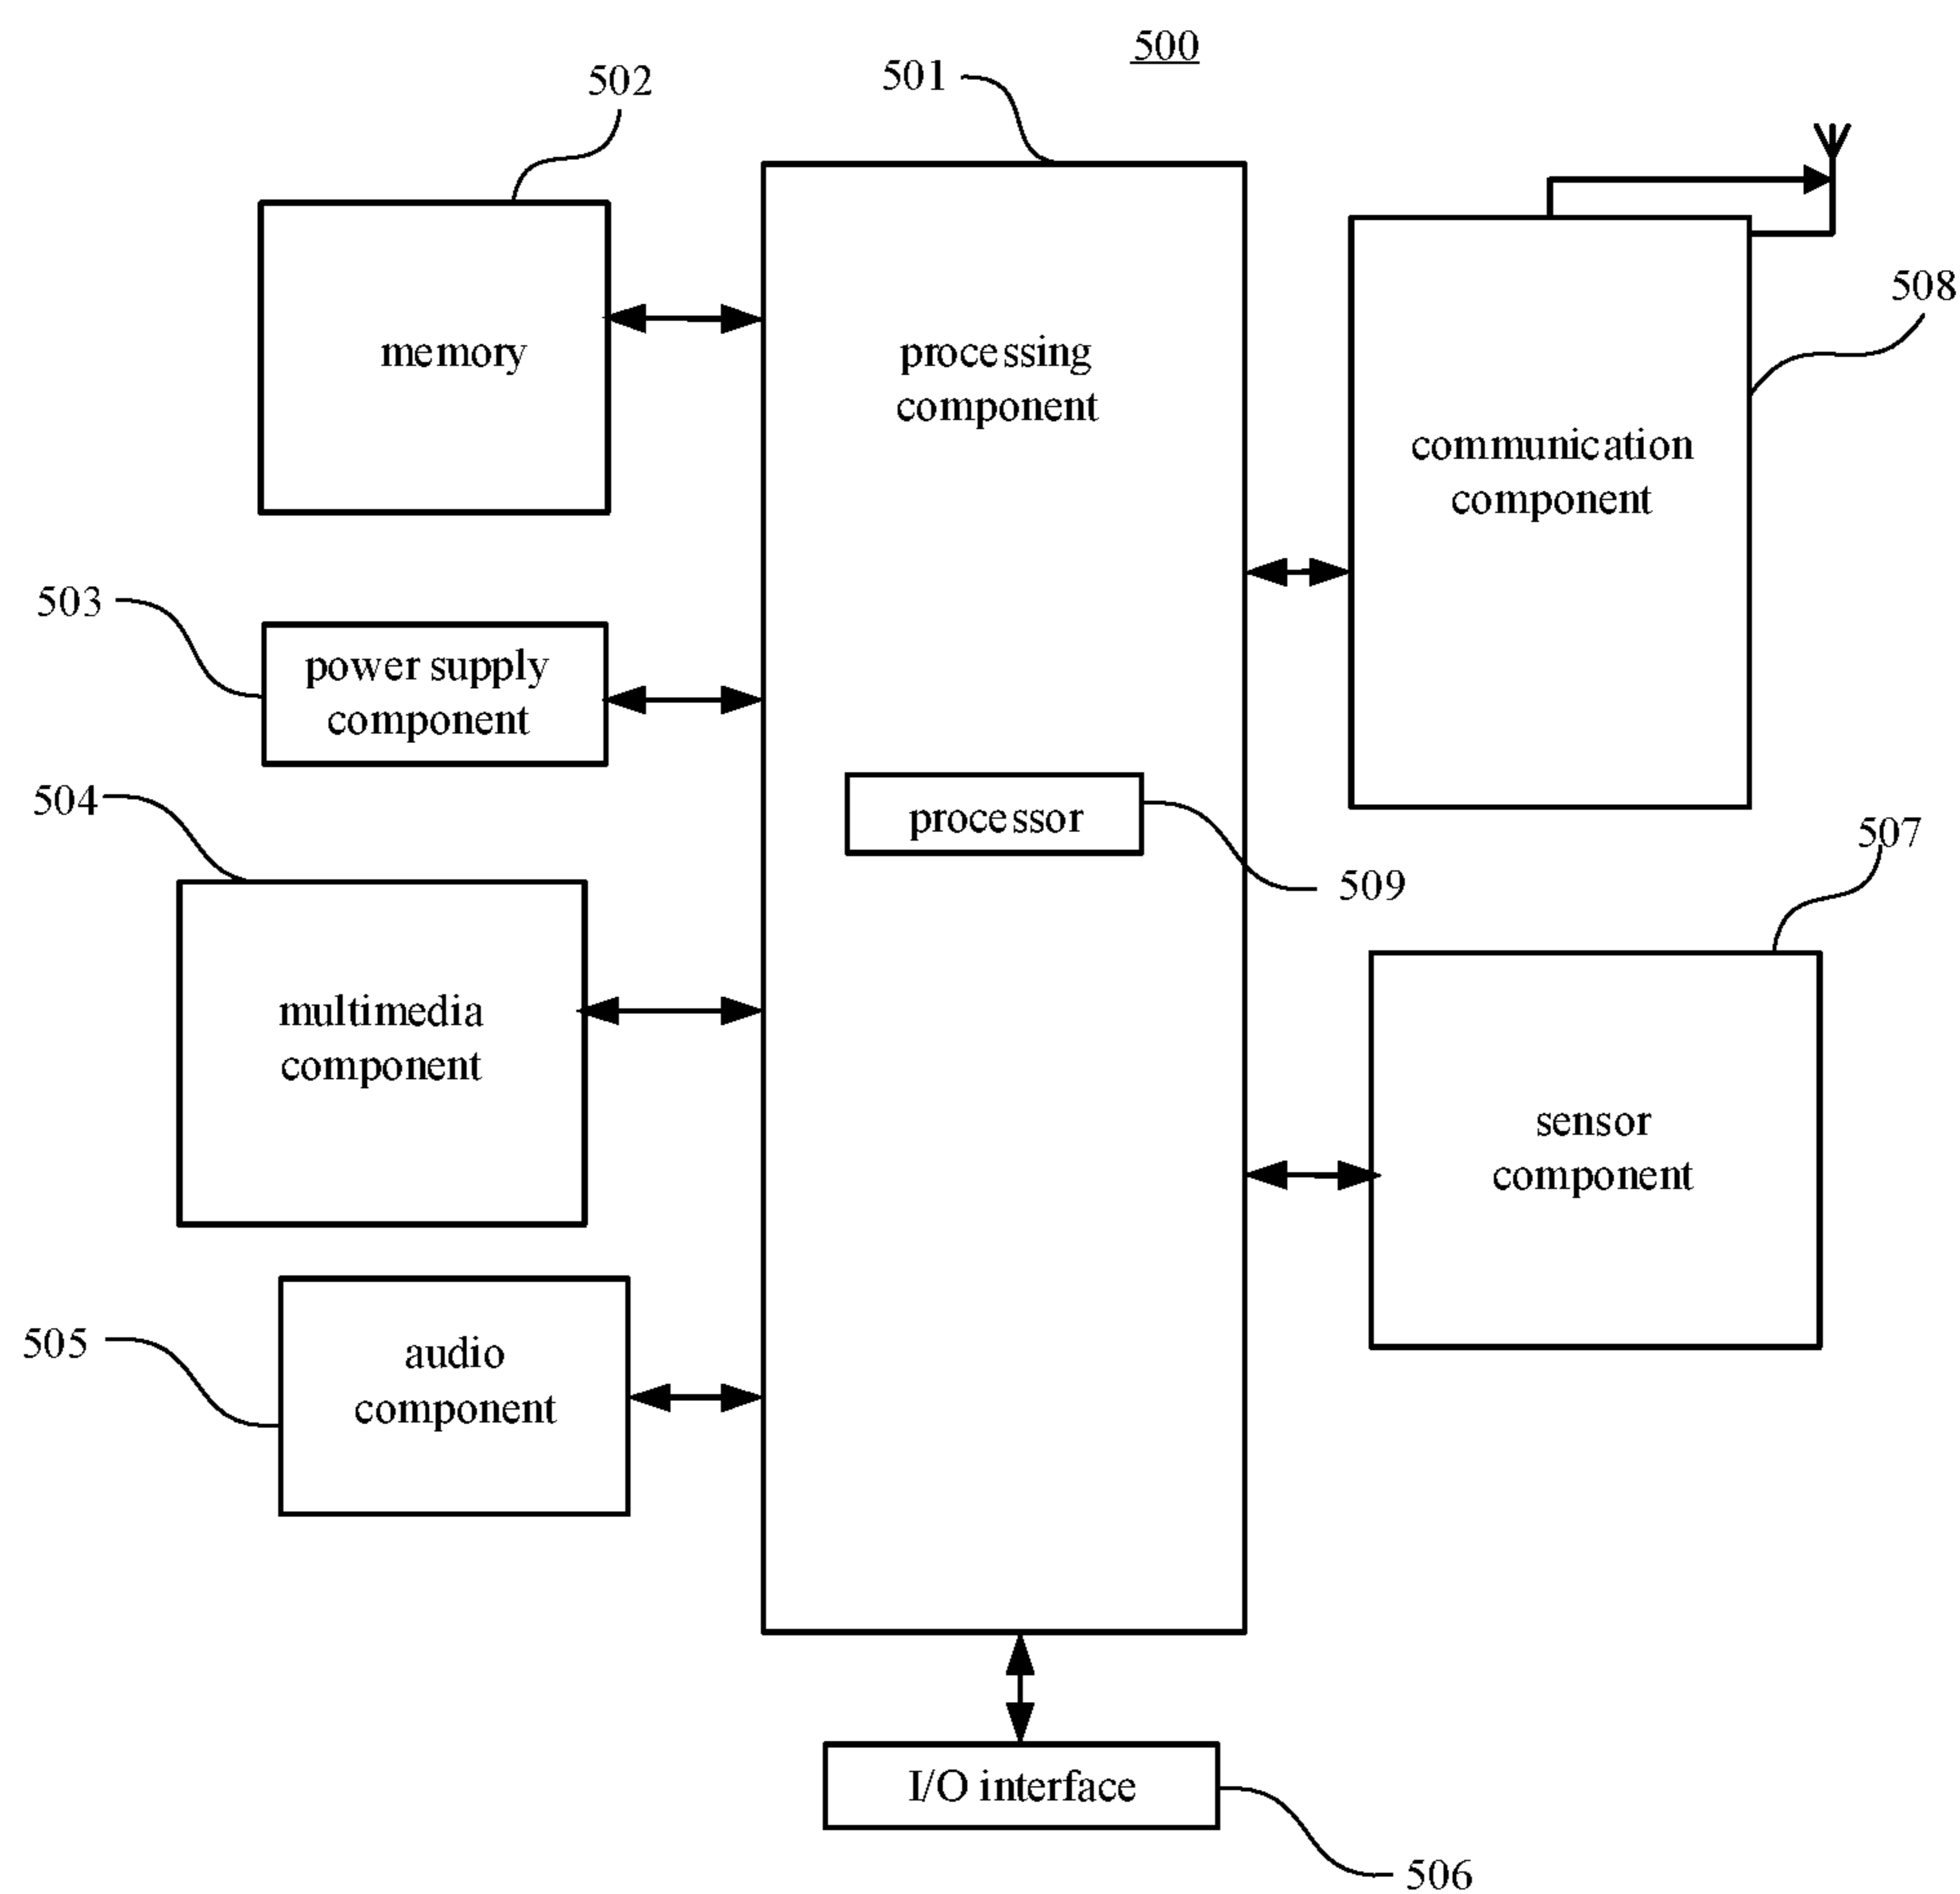 500
501
502
memory
processing
component
508
communication
component
503
power supply
component
504
processor
507
509
multimedia
component
sensor
component
505
audio
component
I/O interface
506